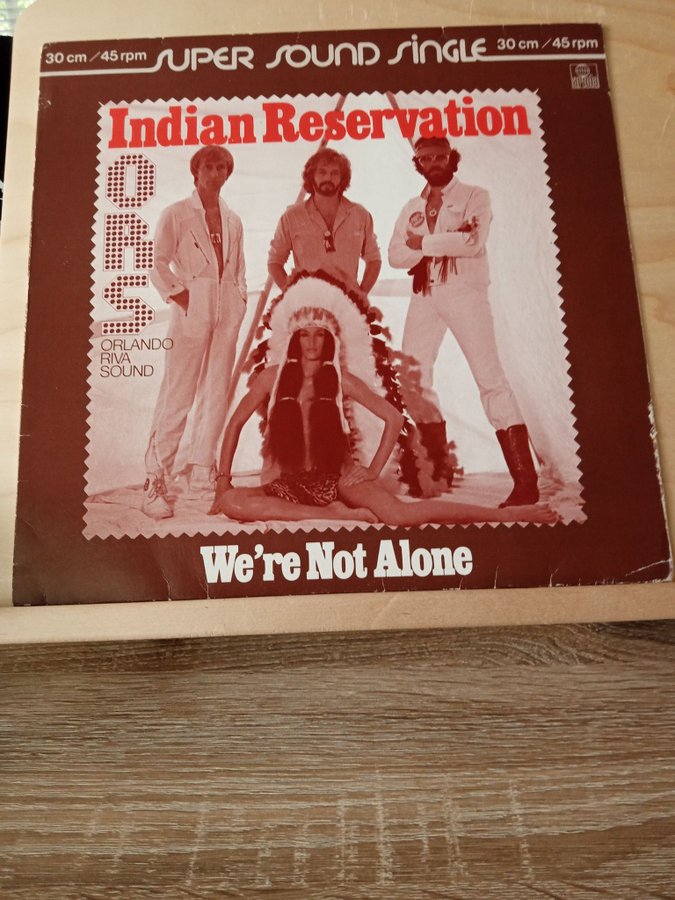 30 cm / 45 rpm SUPER SOUND SINGLE 30 cm / 45 rpm
Indian Reservation
ORS
ORLANDO
RIVA
SOUND
We're Not Alone